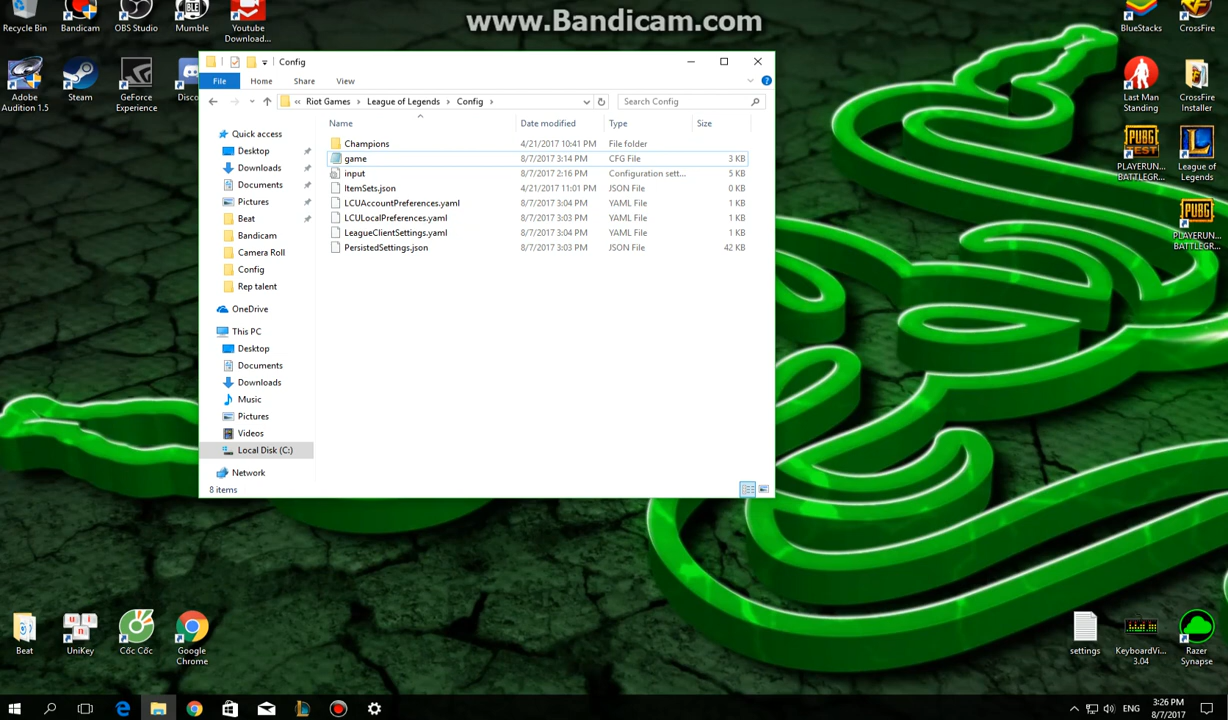 www.Bandicam.com
Recycle Bin
Bandicam
OBS Studio
Mumble
Youtube
Download...
BlueStacks
CrossFire
Adobe
Audition 1.5
Steam
GeForce
Experience
Disco
Last Man
Standing
CrossFire
Installer
PLAYERUN...
BATTLEGR...
League of
Legends
PLAYERUN...
BATTLEGR...
Config
File
Home
Share
View
« Riot Games › League of Legends › Config ›
Search Config
Name
Date modified
Type
Size
Champions 4/21/2017 10:41 PM File folder
game 8/7/2017 3:14 PM CFG File 3 KB
input 8/7/2017 2:16 PM Configuration sett... 5 KB
ItemSets.json 4/21/2017 11:01 PM JSON File 0 KB
LCUAccountPreferences.yaml 8/7/2017 3:04 PM YAML File 1 KB
LCULocalPreferences.yaml 8/7/2017 3:03 PM YAML File 1 KB
LeagueClientSettings.yaml 8/7/2017 3:04 PM YAML File 1 KB
PersistedSettings.json 8/7/2017 3:03 PM JSON File 42 KB
Quick access
Desktop
Downloads
Documents
Pictures
Beat
Bandicam
Camera Roll
Config
Rep talent
OneDrive
This PC
Desktop
Documents
Downloads
Music
Pictures
Videos
Local Disk (C:)
Network
8 items
Beat
UniKey
Cốc Cốc
Google
Chrome
settings
KeyboardVi...
3.04
Razer
Synapse
ENG
3:26 PM
8/7/2017